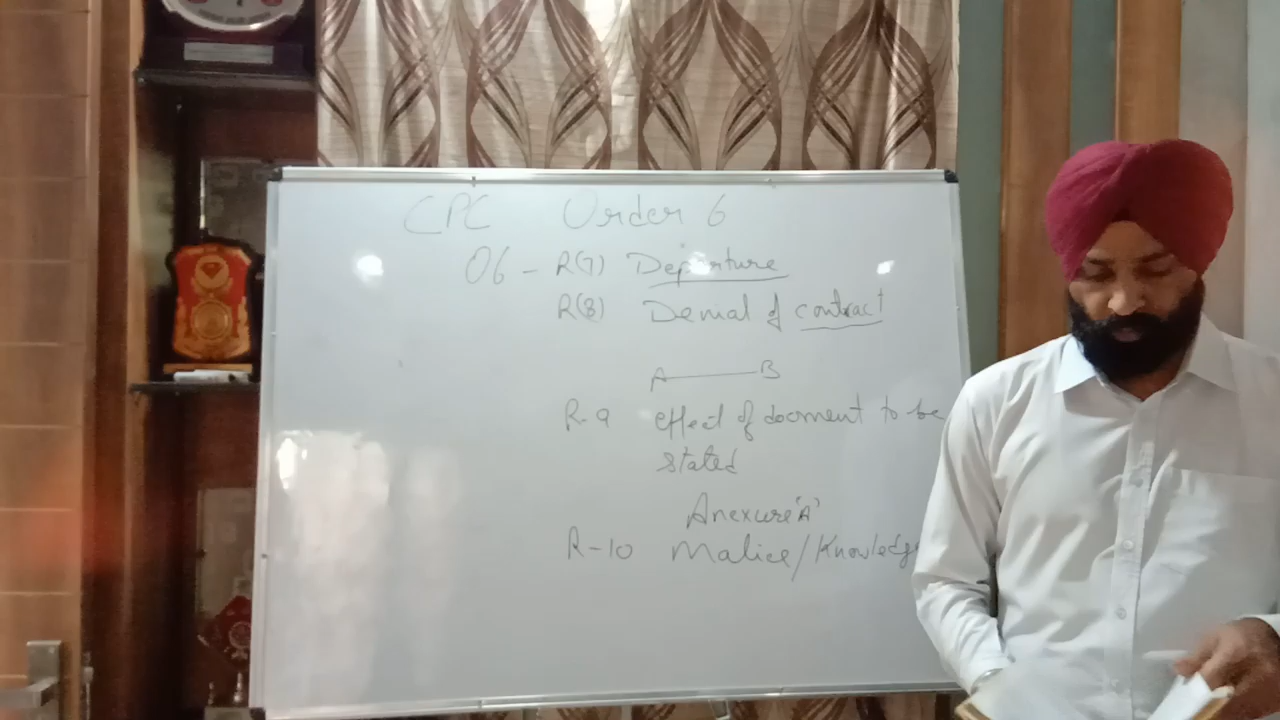 CPC Order 6
06 - R(7) Departure
R(8) Denial of contract
A B
R-9 effect of document to be
stated
Anexure 'A'
R-10 Malice/Knowledge